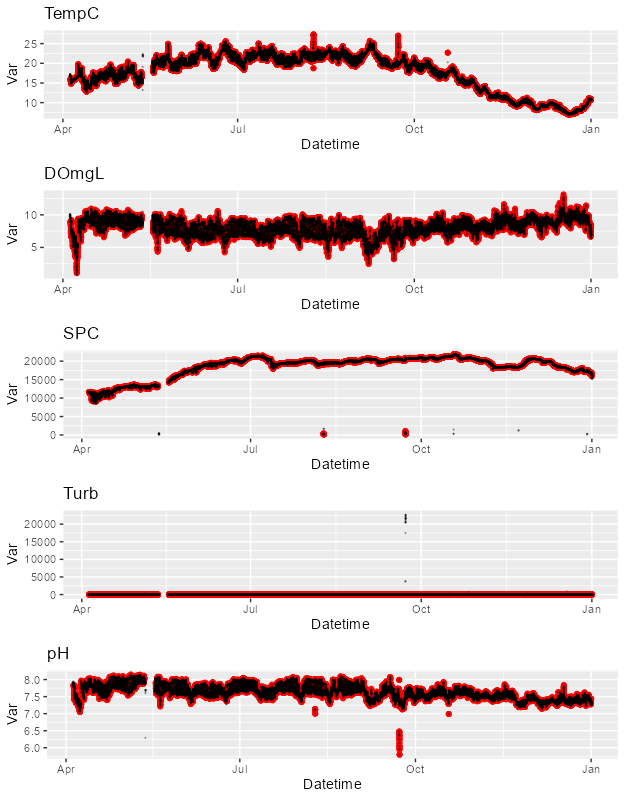 TempC
25
20
15
10
Var
Apr
Jul
Oct
Jan
Datetime
DOmgL
10
5
Var
Apr
Jul
Oct
Jan
Datetime
SPC
20000
15000
10000
5000
0
Var
Apr
Jul
Oct
Jan
Datetime
Turb
20000
15000
10000
5000
0
Var
Apr
Jul
Oct
Jan
Datetime
pH
8.0
7.5
7.0
6.5
6.0
Var
Apr
Jul
Oct
Jan
Datetime